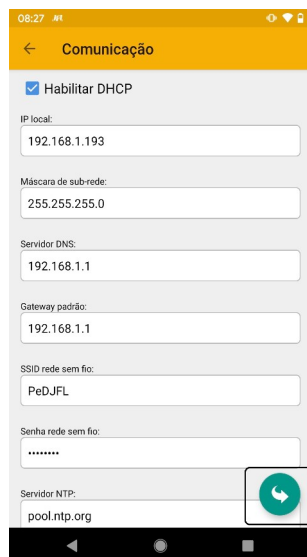 08:27
Comunicação
Habilitar DHCP
IP local:
192.168.1.193
Máscara de sub-rede:
255.255.255.0
Servidor DNS:
192.168.1.1
Gateway padrão:
192.168.1.1
SSID rede sem fio:
PeDJFL
Senha rede sem fio:
••••••••
Servidor NTP:
pool.ntp.org